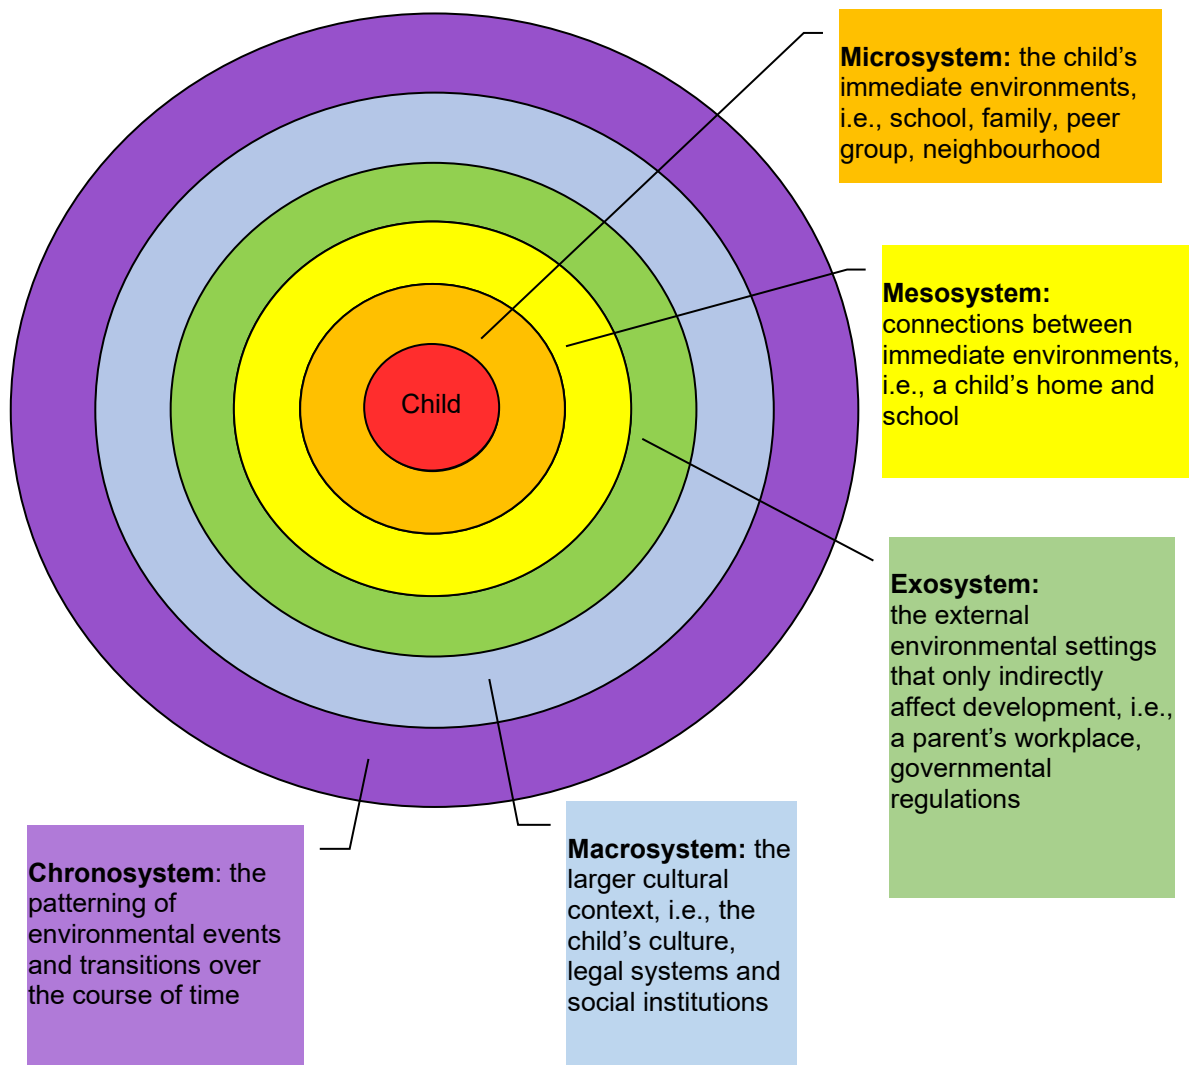 Microsystem: the child's
immediate environments,
i.e., school, family, peer
group, neighbourhood
Mesosystem:
connections between
immediate environments,
i.e., a child's home and
school
Child
Exosystem:
the external
environmental settings
that only indirectly
affect development, i.e.,
a parent's workplace,
governmental
regulations
Macrosystem: the
larger cultural
context, i.e., the
child's culture,
legal systems and
social institutions
Chronosystem: the
patterning of
environmental events
and transitions over
the course of time